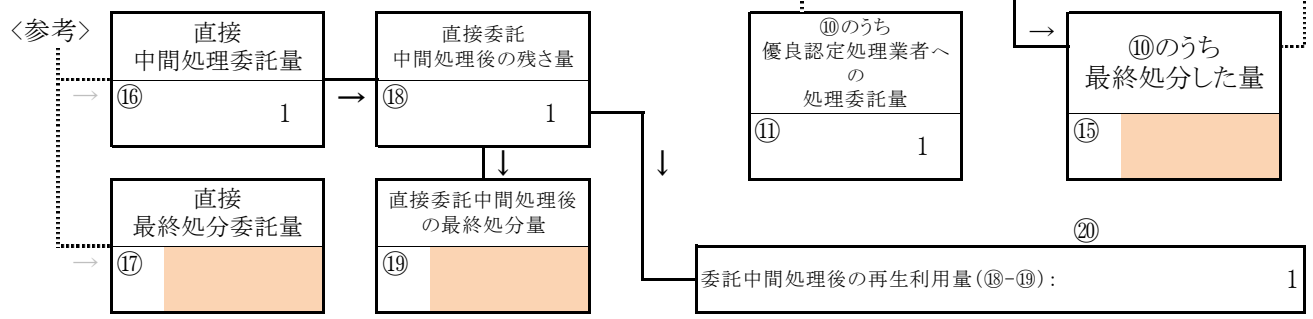 〈参考〉
直接
中間処理委託量
⑯
1
→
→
直接委託
中間処理後の残さ量
⑱
1
⑩のうち
優良認定処理業者へ
の
処理委託量
⑪
1
→
⑩のうち
最終処分した量
⑮
↓
↓
直接
最終処分委託量
⑰
→
直接委託中間処理後
の最終処分量
⑲
⑳
委託中間処理後の再生利用量(⑱-⑲): 1